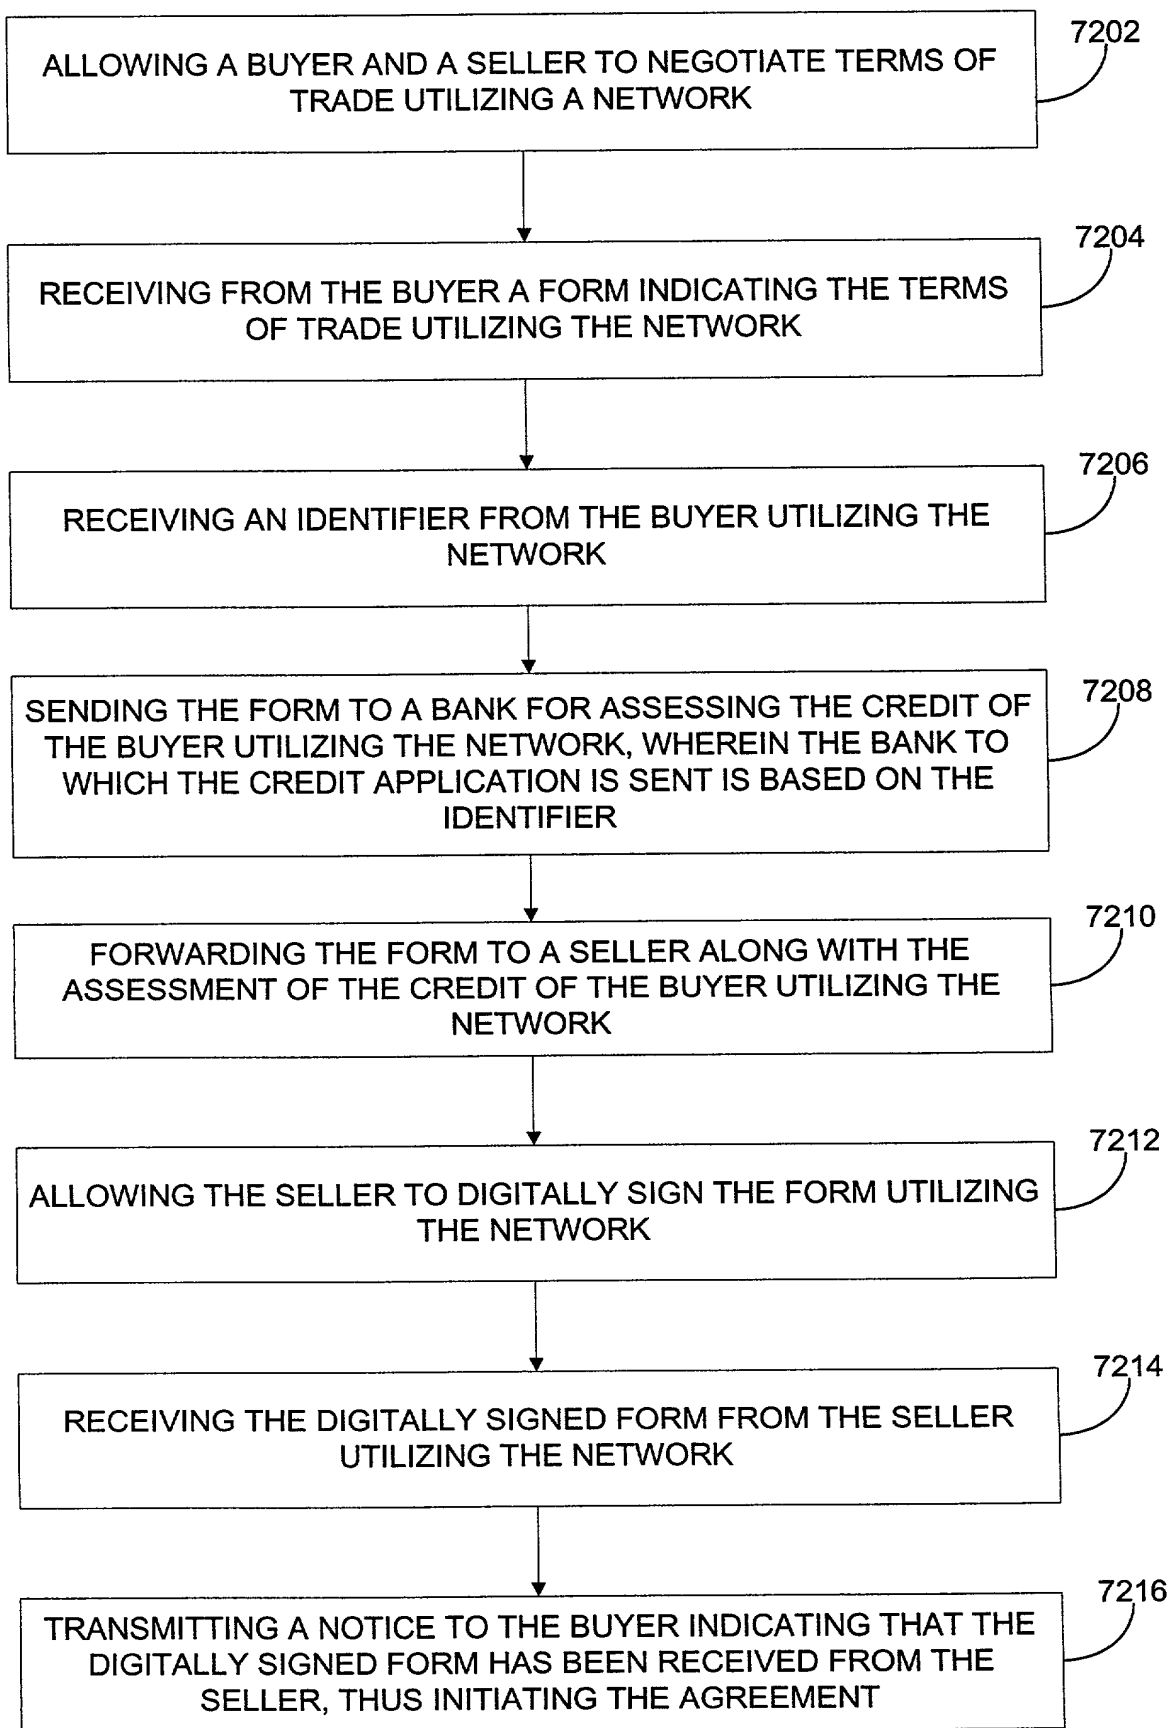 7202
ALLOWING A BUYER AND A SELLER TO NEGOTIATE TERMS OF
TRADE UTILIZING A NETWORK
7204
RECEIVING FROM THE BUYER A FORM INDICATING THE TERMS
OF TRADE UTILIZING THE NETWORK
7206
RECEIVING AN IDENTIFIER FROM THE BUYER UTILIZING THE
NETWORK
7208
SENDING THE FORM TO A BANK FOR ASSESSING THE CREDIT OF
THE BUYER UTILIZING THE NETWORK, WHEREIN THE BANK TO
WHICH THE CREDIT APPLICATION IS SENT IS BASED ON THE
IDENTIFIER
7210
FORWARDING THE FORM TO A SELLER ALONG WITH THE
ASSESSMENT OF THE CREDIT OF THE BUYER UTILIZING THE
NETWORK
7212
ALLOWING THE SELLER TO DIGITALLY SIGN THE FORM UTILIZING
THE NETWORK
7214
RECEIVING THE DIGITALLY SIGNED FORM FROM THE SELLER
UTILIZING THE NETWORK
7216
TRANSMITTING A NOTICE TO THE BUYER INDICATING THAT THE
DIGITALLY SIGNED FORM HAS BEEN RECEIVED FROM THE
SELLER, THUS INITIATING THE AGREEMENT